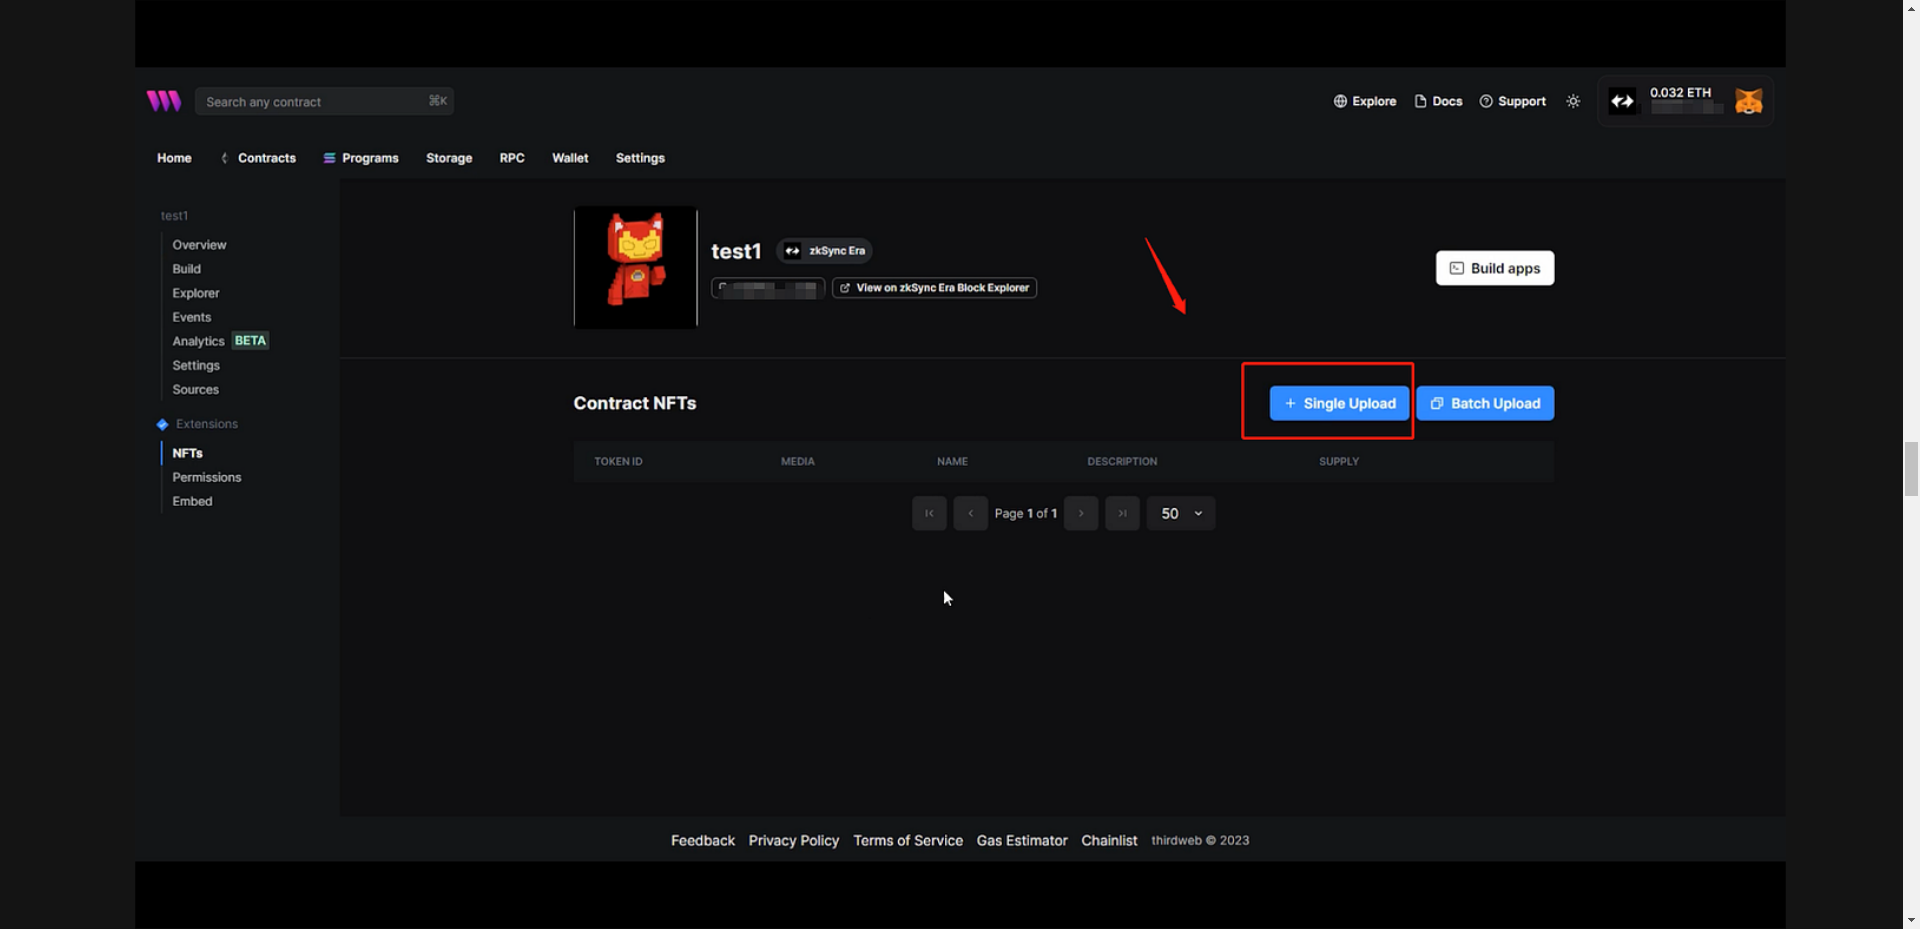 Search any contract ⌘K
Explore Docs Support
0.032 ETH
Home Contracts Programs Storage RPC Wallet Settings
test1
Overview
Build
Explorer
Events
Analytics BETA
Settings
Sources
Extensions
NFTs
Permissions
Embed
test1 zkSync Era
View on zkSync Era Block Explorer
Build apps
Contract NFTs
+ Single Upload
Batch Upload
TOKEN ID MEDIA NAME DESCRIPTION SUPPLY
Page 1 of 1
50
Feedback Privacy Policy Terms of Service Gas Estimator Chainlist thirdweb © 2023